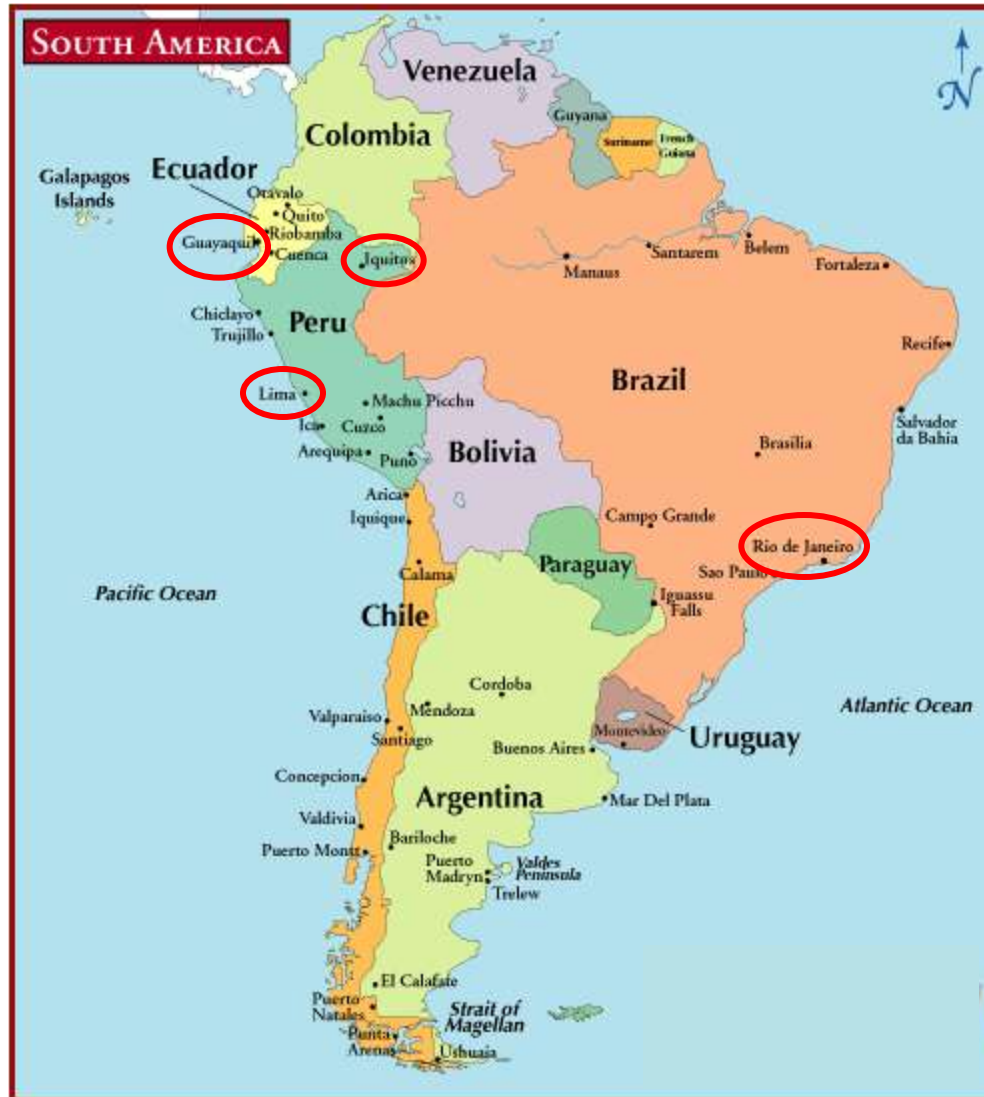 SOUTH AMERICA
N
Venezuela
Guyana
Suriname
French
Guiana
Colombia
Ecuador
Galapagos
Islands
Otavalo
Quito
Riobamba
Guayaquil
Cuenca
Iquitos
Manaus
Santarem
Belem
Fortaleza
Chiclayo
Trujillo
Peru
Recife
Brazil
Lima
Machu Picchu
Ica
Cuzco
Salvador
da Bahia
Arequipa
Puno
Bolivia
Brasilia
Arica
Iquique
Campo Grande
Rio de Janeiro
Calama
Paraguay
Sao Paulo
Pacific Ocean
Chile
Iguassu
Falls
Cordoba
Mendoza
Valparaiso
Santiago
Atlantic Ocean
Montevideo
Uruguay
Buenos Aires
Concepcion
Argentina
Mar Del Plata
Valdivia
Bariloche
Puerto Montt
Puerto
Madryn
Valdes
Peninsula
Trelew
El Calafate
Puerto
Natales
Strait of
Magellan
Punta
Arenas
Ushuaia